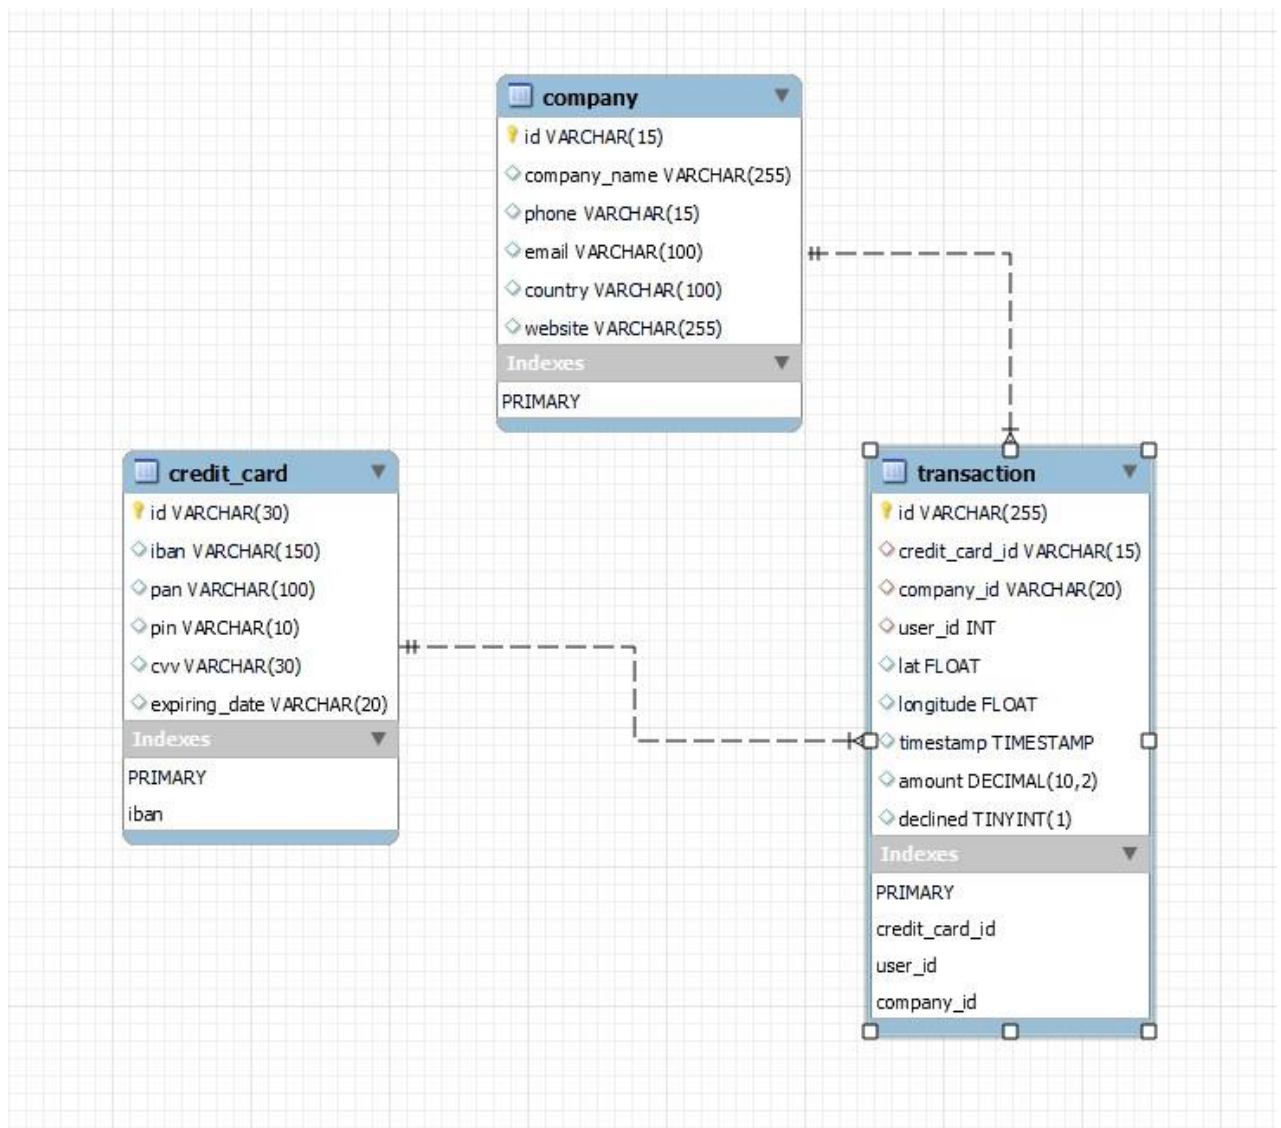 company
id VARCHAR(15)
company_name VARCHAR(255)
phone VARCHAR(15)
email VARCHAR(100)
country VARCHAR(100)
website VARCHAR(255)
Indexes
PRIMARY
credit_card
id VARCHAR(30)
iban VARCHAR(150)
pan VARCHAR(100)
pin VARCHAR(10)
cvv VARCHAR(30)
expiring_date VARCHAR(20)
Indexes
PRIMARY
iban
transaction
id VARCHAR(255)
credit_card_id VARCHAR(15)
company_id VARCHAR(20)
user_id INT
lat FLOAT
longitude FLOAT
timestamp TIMESTAMP
amount DECIMAL(10,2)
declined TINYINT(1)
Indexes
PRIMARY
credit_card_id
user_id
company_id